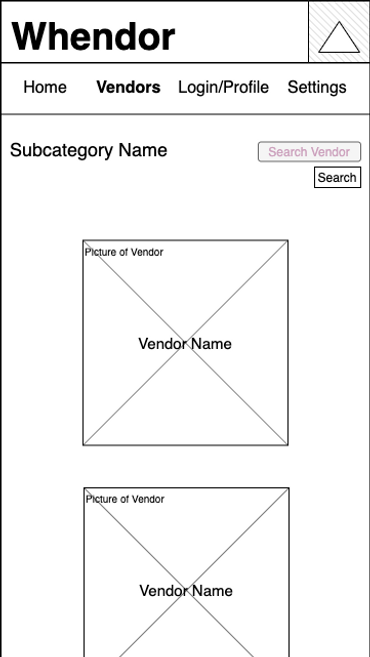 Whendor
Home Vendors Login/Profile Settings
Subcategory Name
Search Vendor
Search
Picture of Vendor
Vendor Name
Picture of Vendor
Vendor Name